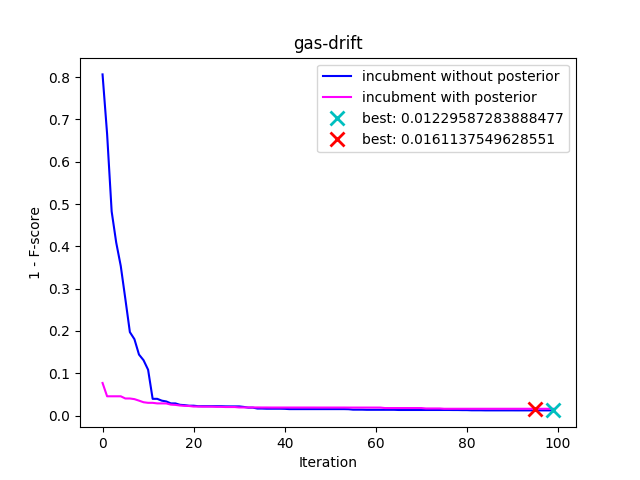 gas-drift
incubment without posterior
incubment with posterior
best: 0.01229587283888477
best: 0.0161137549628551
1 - F-score
0.8
0.7
0.6
0.5
0.4
0.3
0.2
0.1
0.0
0 20 40 60 80 100
Iteration